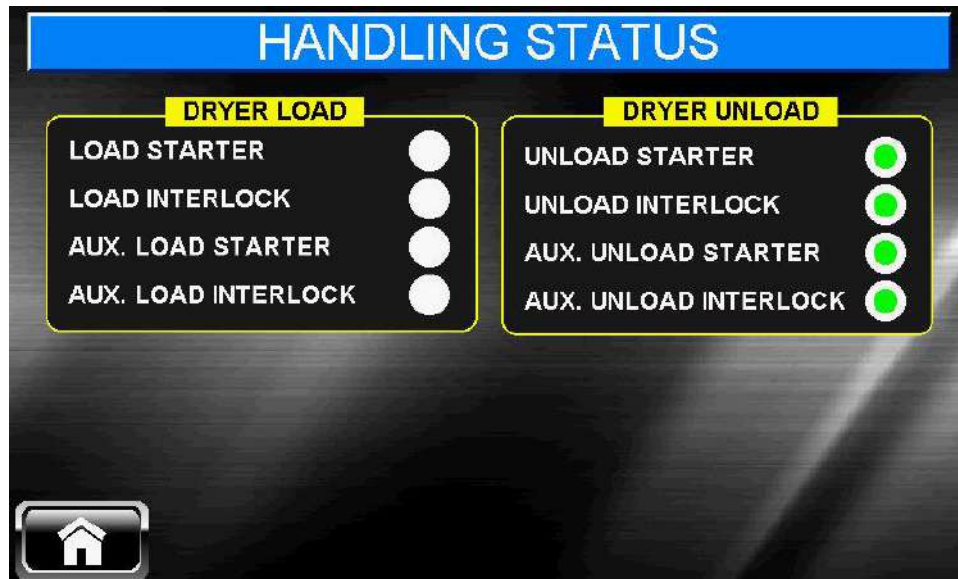 HANDLING STATUS
DRYER LOAD
LOAD STARTER
LOAD INTERLOCK
AUX. LOAD STARTER
AUX. LOAD INTERLOCK
DRYER UNLOAD
UNLOAD STARTER
UNLOAD INTERLOCK
AUX. UNLOAD STARTER
AUX. UNLOAD INTERLOCK